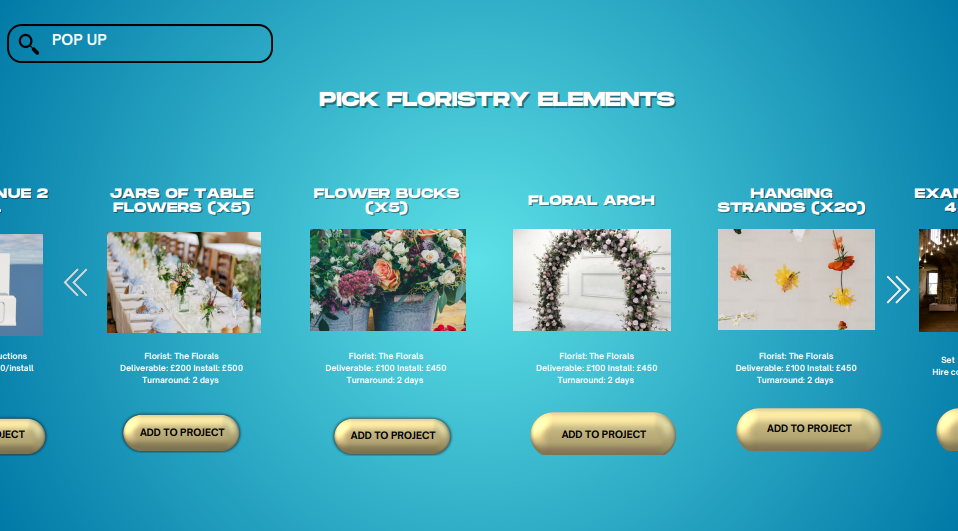 POP UP
PICK FLORISTRY ELEMENTS
NUE 2
JARS OF TABLE
FLOWERS (X5)
FLOWER BUCKS
(X5)
FLORAL ARCH
HANGING
STRANDS (X20)
EXAM
4
uctions
0/install
Florist: The Florals
Deliverable: £200 Install: £500
Turnaround: 2 days
Florist: The Florals
Deliverable: £100 Install: £450
Turnaround: 2 days
Florist: The Florals
Deliverable: £100 Install: £450
Turnaround: 2 days
Florist: The Florals
Deliverable: £100 Install: £450
Turnaround: 2 days
Set
Hire co
JECT
ADD TO PROJECT
ADD TO PROJECT
ADD TO PROJECT
ADD TO PROJECT